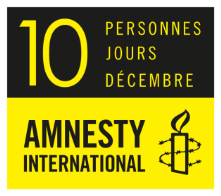 10
PERSONNES
JOURS
DÉCEMBRE
AMNESTY
INTERNATIONAL